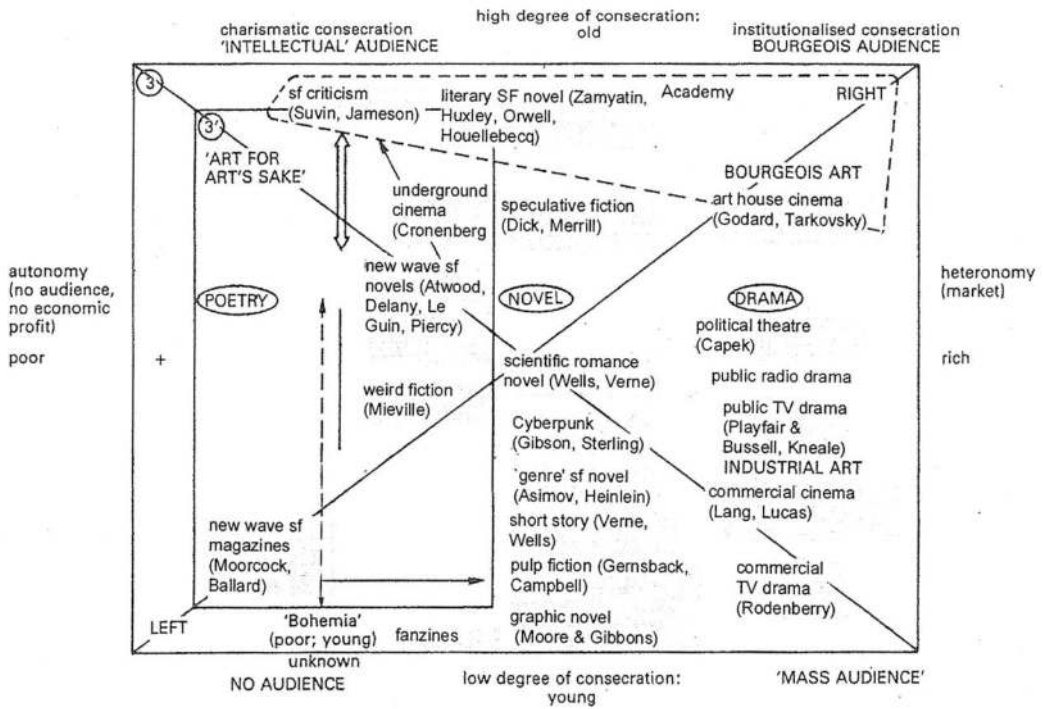 high degree of consecration:
old
charismatic consecration
'INTELLECTUAL' AUDIENCE
institutionalised consecration
BOURGEOIS AUDIENCE
3
3'
sf criticism
(Suvin, Jameson)
literary SF novel (Zamyatin,
Huxley, Orwell,
Houellebecq)
Academy
RIGHT
'ART FOR
ART'S SAKE'
BOURGEOIS ART
art house cinema
(Godard, Tarkovsky)
underground
cinema
(Cronenberg
speculative fiction
(Dick, Merrill)
autonomy
(no audience,
no economic
profit)
poor
+
heteronomy
(market)
rich
new wave sf
novels (Atwood,
Delany, Le
Guin, Piercy)
POETRY
NOVEL
DRAMA
political theatre
(Capek)
scientific romance
novel (Wells, Verne)
public radio drama
weird fiction
(Mieville)
public TV drama
(Playfair &
Bussell, Kneale)
INDUSTRIAL ART
Cyberpunk
(Gibson, Sterling)
'genre' sf novel
(Asimov, Heinlein)
commercial cinema
(Lang, Lucas)
short story (Verne,
Wells)
new wave sf
magazines
(Moorcock,
Ballard)
pulp fiction (Gernsback,
Campbell)
commercial
TV drama
(Rodenberry)
graphic novel
(Moore & Gibbons)
LEFT
'Bohemia'
(poor; young)
unknown
fanzines
NO AUDIENCE
low degree of consecration:
young
'MASS AUDIENCE'